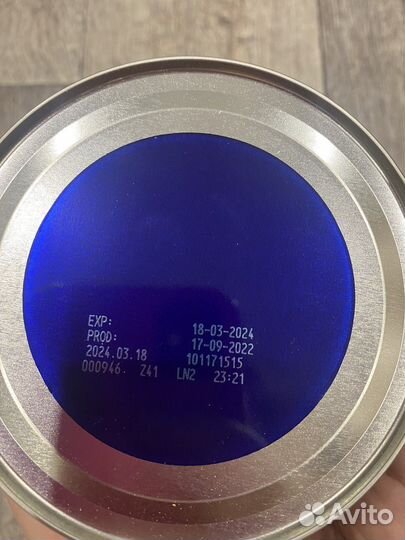 EXP: 18-03-2024
PROD: 17-09-2022
2024.03.18 101171515
000946. Z41 LN2 23:21
Avito